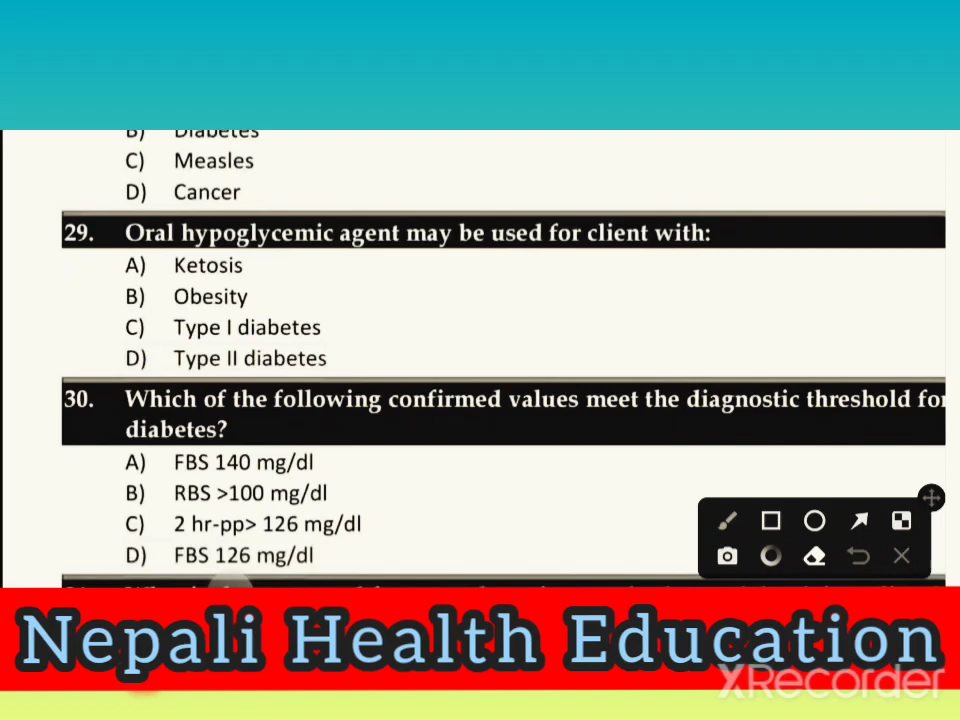 B) Diabetes
C) Measles
D) Cancer
29. Oral hypoglycemic agent may be used for client with:
A) Ketosis
B) Obesity
C) Type I diabetes
D) Type II diabetes
30. Which of the following confirmed values meet the diagnostic threshold for
diabetes?
A) FBS 140 mg/dl
B) RBS >100 mg/dl
C) 2 hr-pp> 126 mg/dl
D) FBS 126 mg/dl
Nepali Health Education
XRecorder